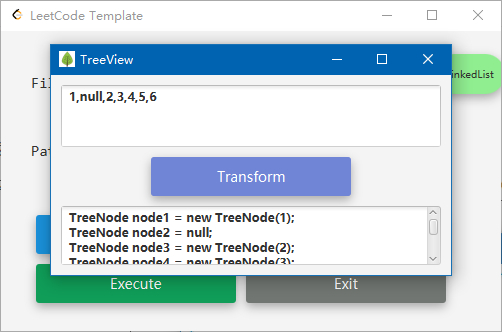 LeetCode Template
TreeView
inkedList
Fi
1,null,2,3,4,5,6
Pat
Transform
TreeNode node1 = new TreeNode(1);
TreeNode node2 = null;
TreeNode node3 = new TreeNode(2);
TreeNode node4 = new TreeNode(3);
Execute
Exit